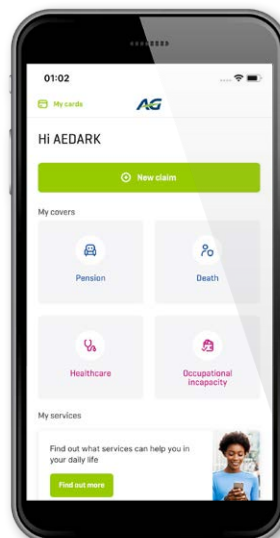 01:02
My cards
AG
Hi AEDARK
New claim
My covers
Pension
Death
Healthcare
Occupational
incapacity
My services
Find out what services can help you in
your daily life
Find out more